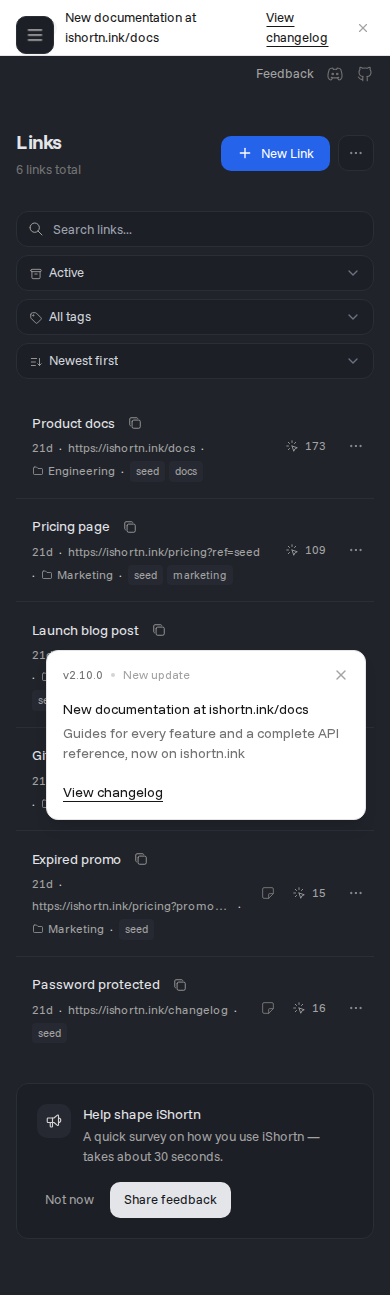 New documentation at ishortn.ink/docs
View changelog
Feedback
Links
6 links total
New Link
Search links...
Active
All tags
Newest first
Product docs
21d · https://ishortn.ink/docs ·
173
Engineering · seed docs
Pricing page
21d · https://ishortn.ink/pricing?ref=seed
109
· Marketing · seed marketing
Launch blog post
v2.10.0 • New update
New documentation at ishortn.ink/docs
Guides for every feature and a complete API
reference, now on ishortn.ink
View changelog
Expired promo
21d ·
https://ishortn.ink/pricing?promo... ·
15
Marketing · seed
Password protected
21d · https://ishortn.ink/changelog ·
16
seed
Help shape iShortn
A quick survey on how you use iShortn —
takes about 30 seconds.
Not now
Share feedback